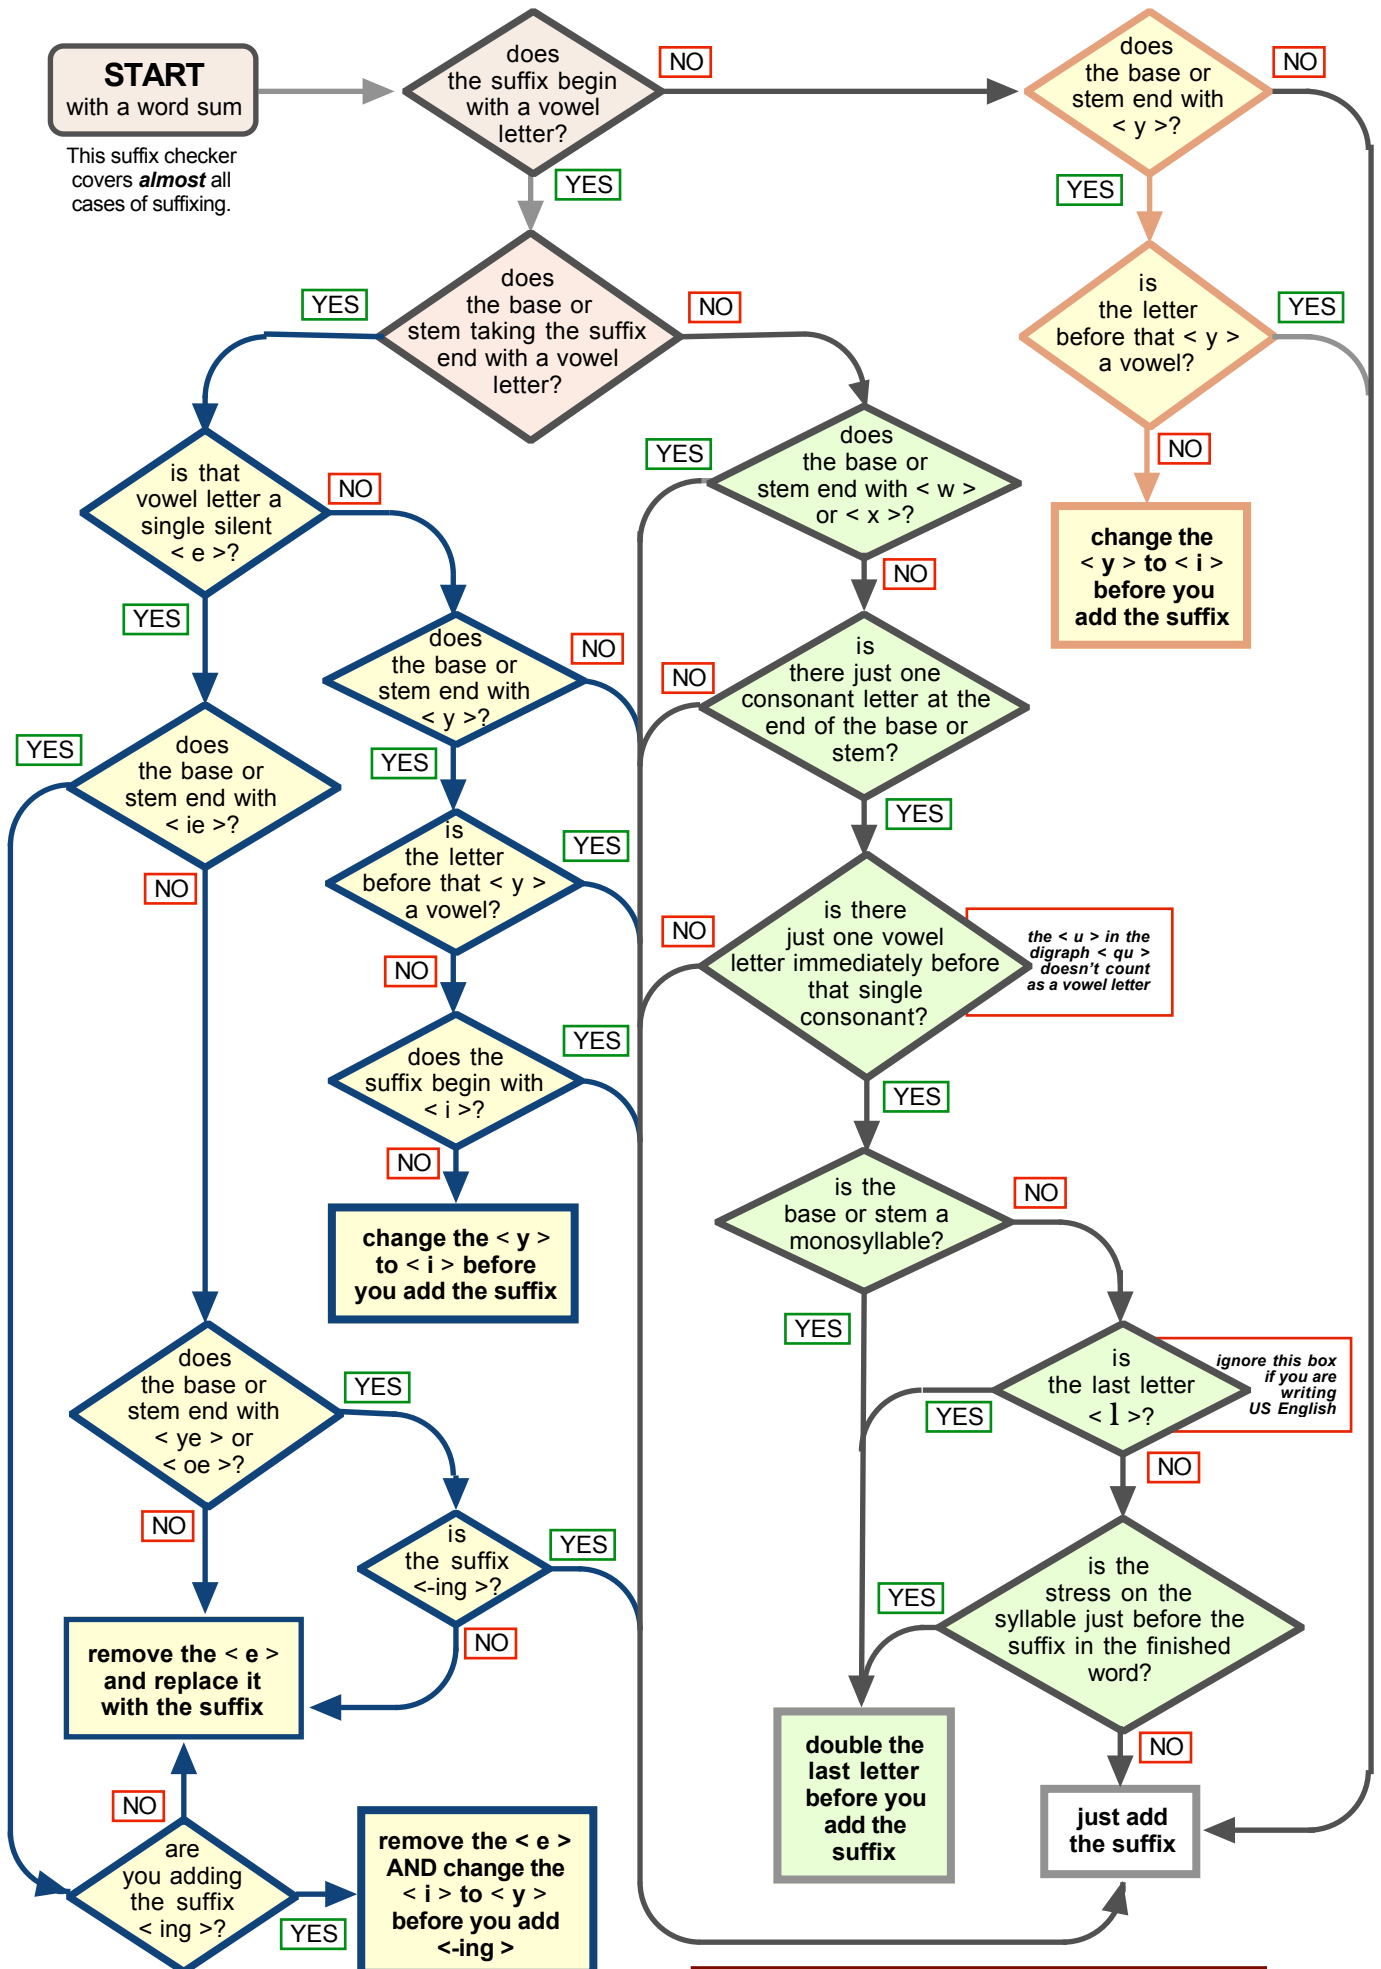 START
with a word sum
This suffix checker
covers almost all
cases of suffixing.
does
the suffix begin
with a vowel
letter?
NO
YES
does
the base or
stem end with
< y >?
NO
YES
is
the letter
before that < y >
a vowel?
YES
NO
change the
< y > to < i >
before you
add the suffix
does
the base or
stem taking the suffix
end with a vowel
letter?
YES
NO
is that
vowel letter a
single silent
< e >?
NO
YES
does
the base or
stem end with
< y >?
NO
YES
does
the base or
stem end with < w >
or < x >?
YES
NO
is
there just one
consonant letter at the
end of the base or
stem?
NO
YES
does
the base or
stem end with
< ie >?
YES
NO
is
the letter
before that < y >
a vowel?
YES
NO
is there
just one vowel
letter immediately before
that single
consonant?
NO
YES
the < u > in the
digraph < qu >
doesn't count
as a vowel letter
does the
suffix begin with
< i >?
YES
NO
change the < y >
to < i > before
you add the suffix
is the
base or stem a
monosyllable?
NO
YES
does
the base or
stem end with
< ye > or
< oe >?
YES
NO
is
the last letter
< l >?
YES
NO
ignore this box
if you are
writing
US English
is
the suffix
<-ing >?
YES
NO
is the
stress on the
syllable just before the
suffix in the finished
word?
YES
NO
remove the < e >
and replace it
with the suffix
double the
last letter
before you
add the
suffix
just add
the suffix
are
you adding
the suffix
< ing >?
NO
YES
remove the < e >
AND change the
< i > to < y >
before you add
<-ing >